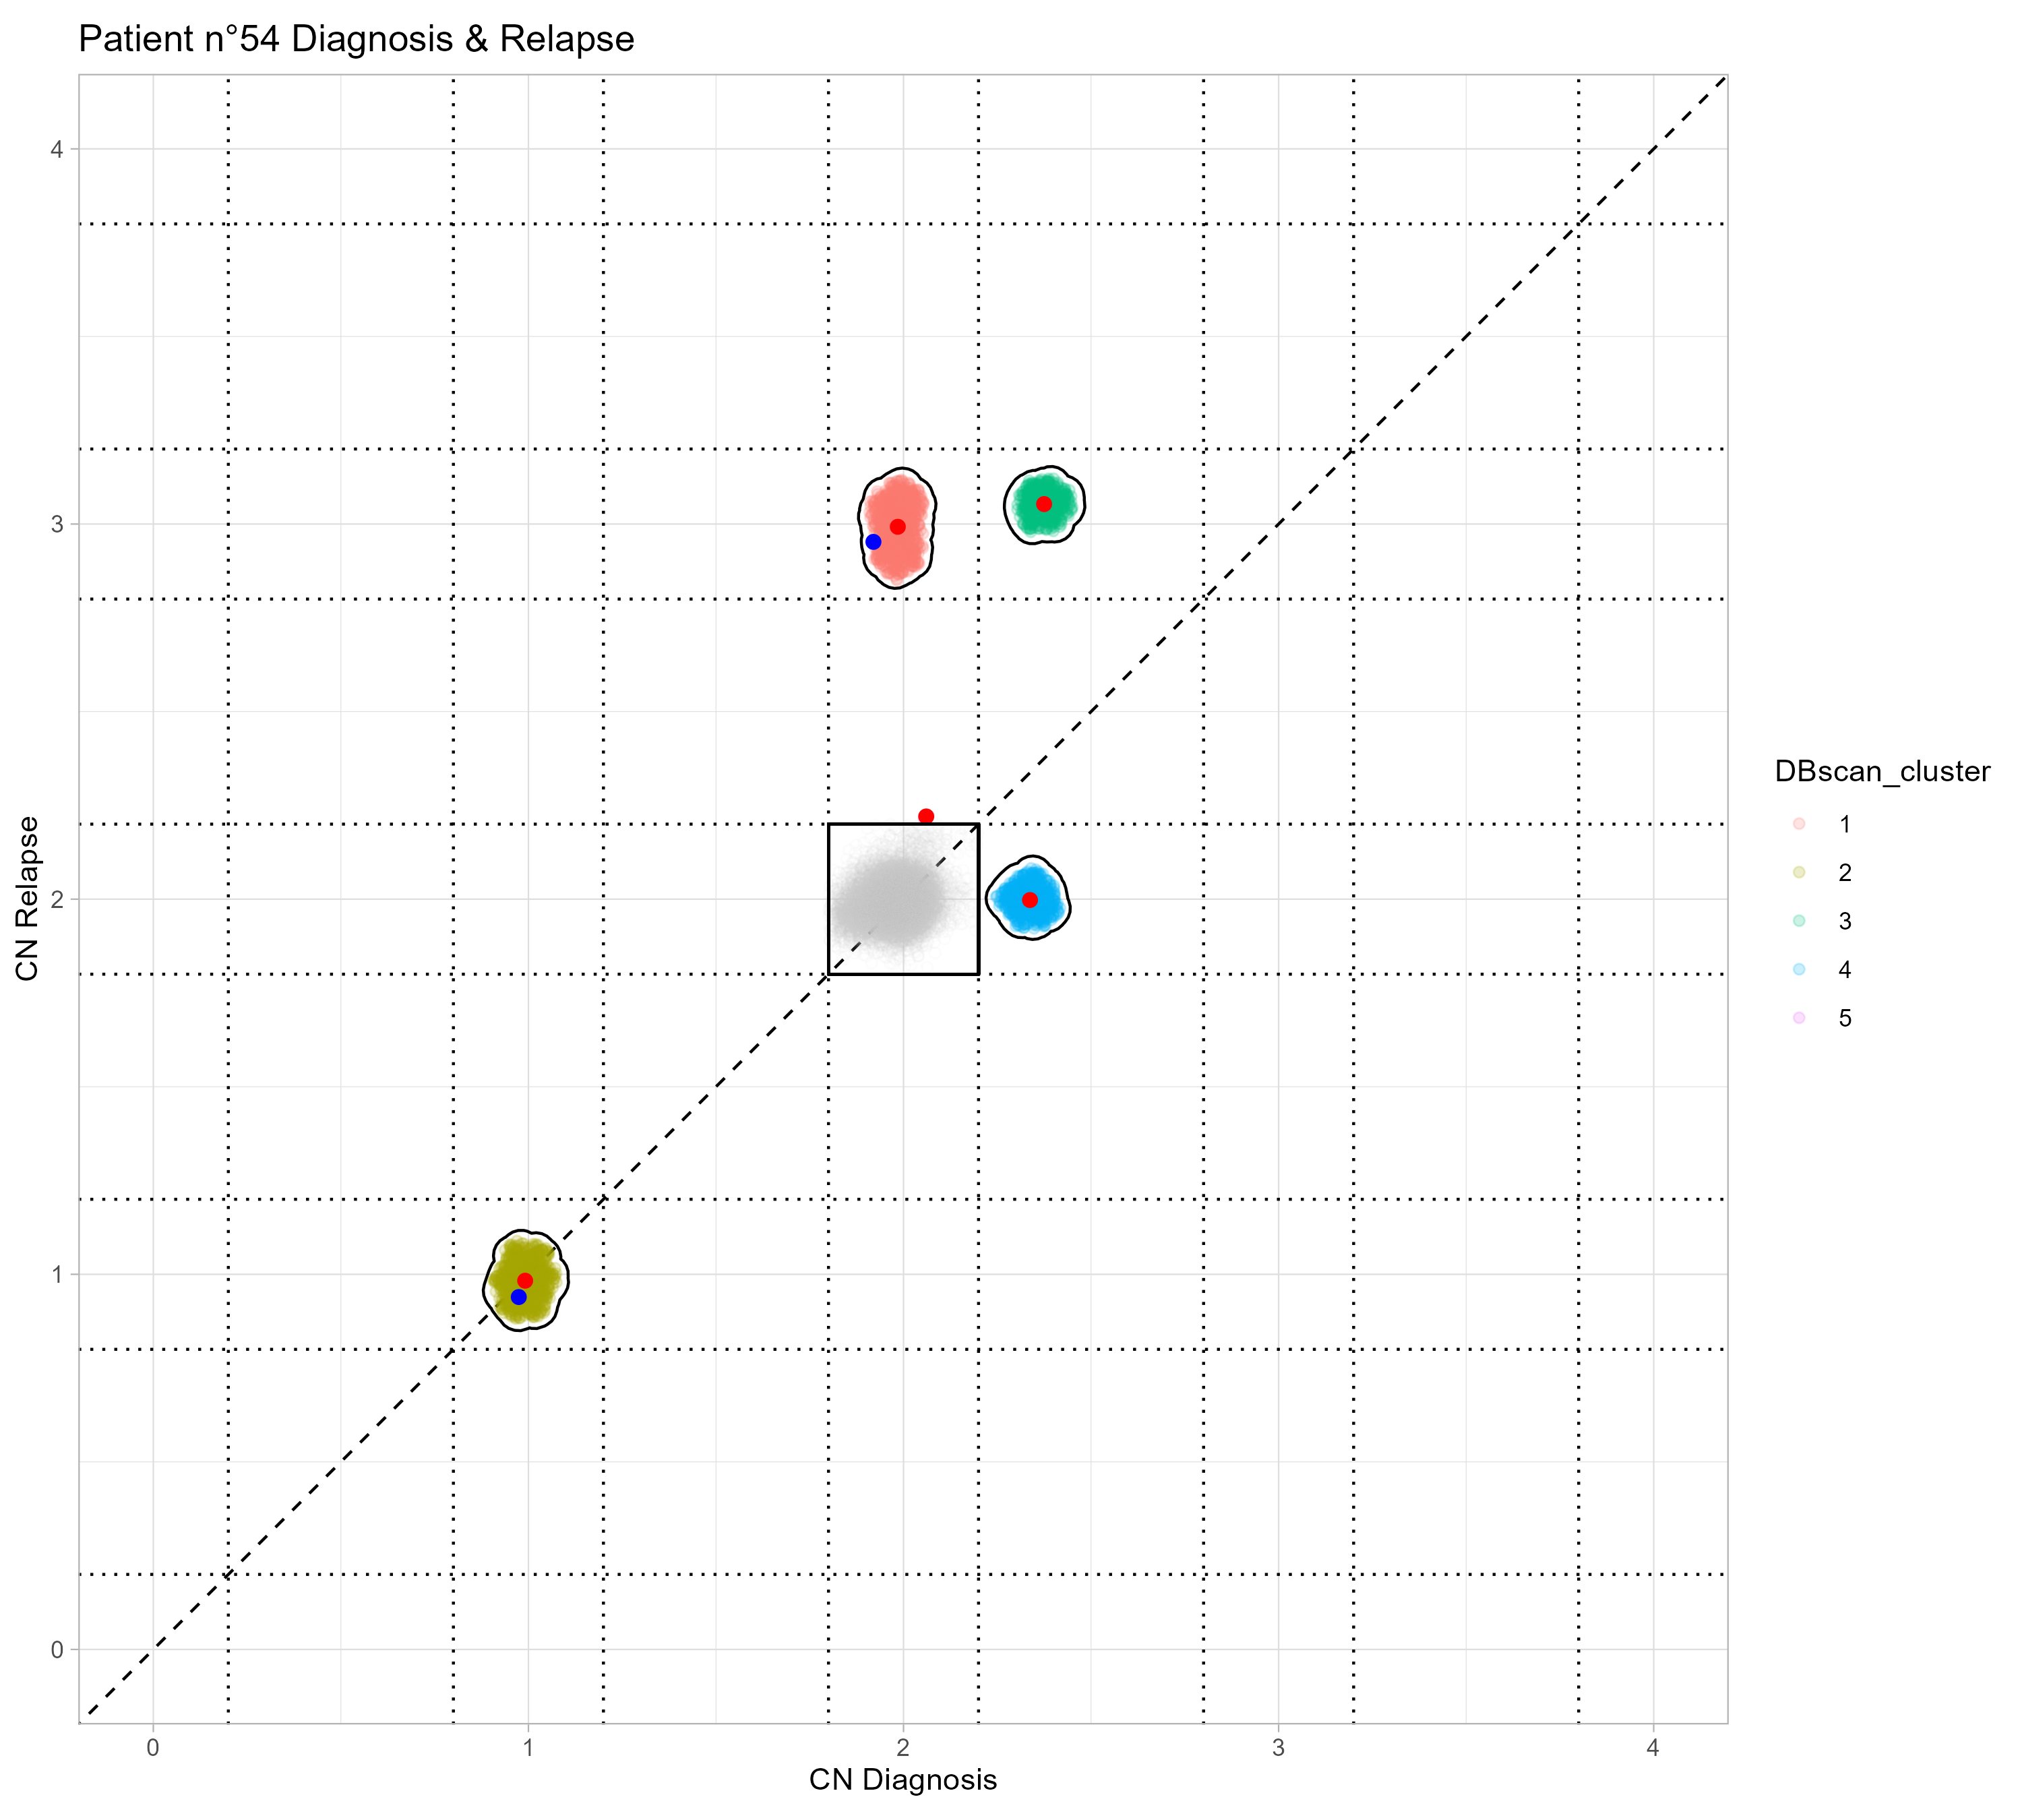 Patient n°54 Diagnosis & Relapse
4
3
2
1
0
CN Relapse
0 1 2 3 4
CN Diagnosis
DBscan_cluster
1
2
3
4
5